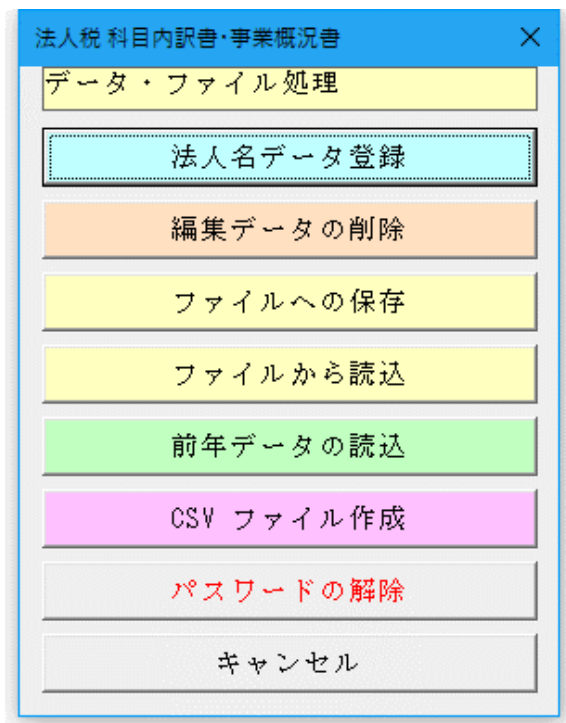 法人税 科目内訳書･事業概況書
データ・ファイル処理
法人名データ登録
編集データの削除
ファイルへの保存
ファイルから読込
前年データの読込
CSV ファイル作成
パスワードの解除
キャンセル